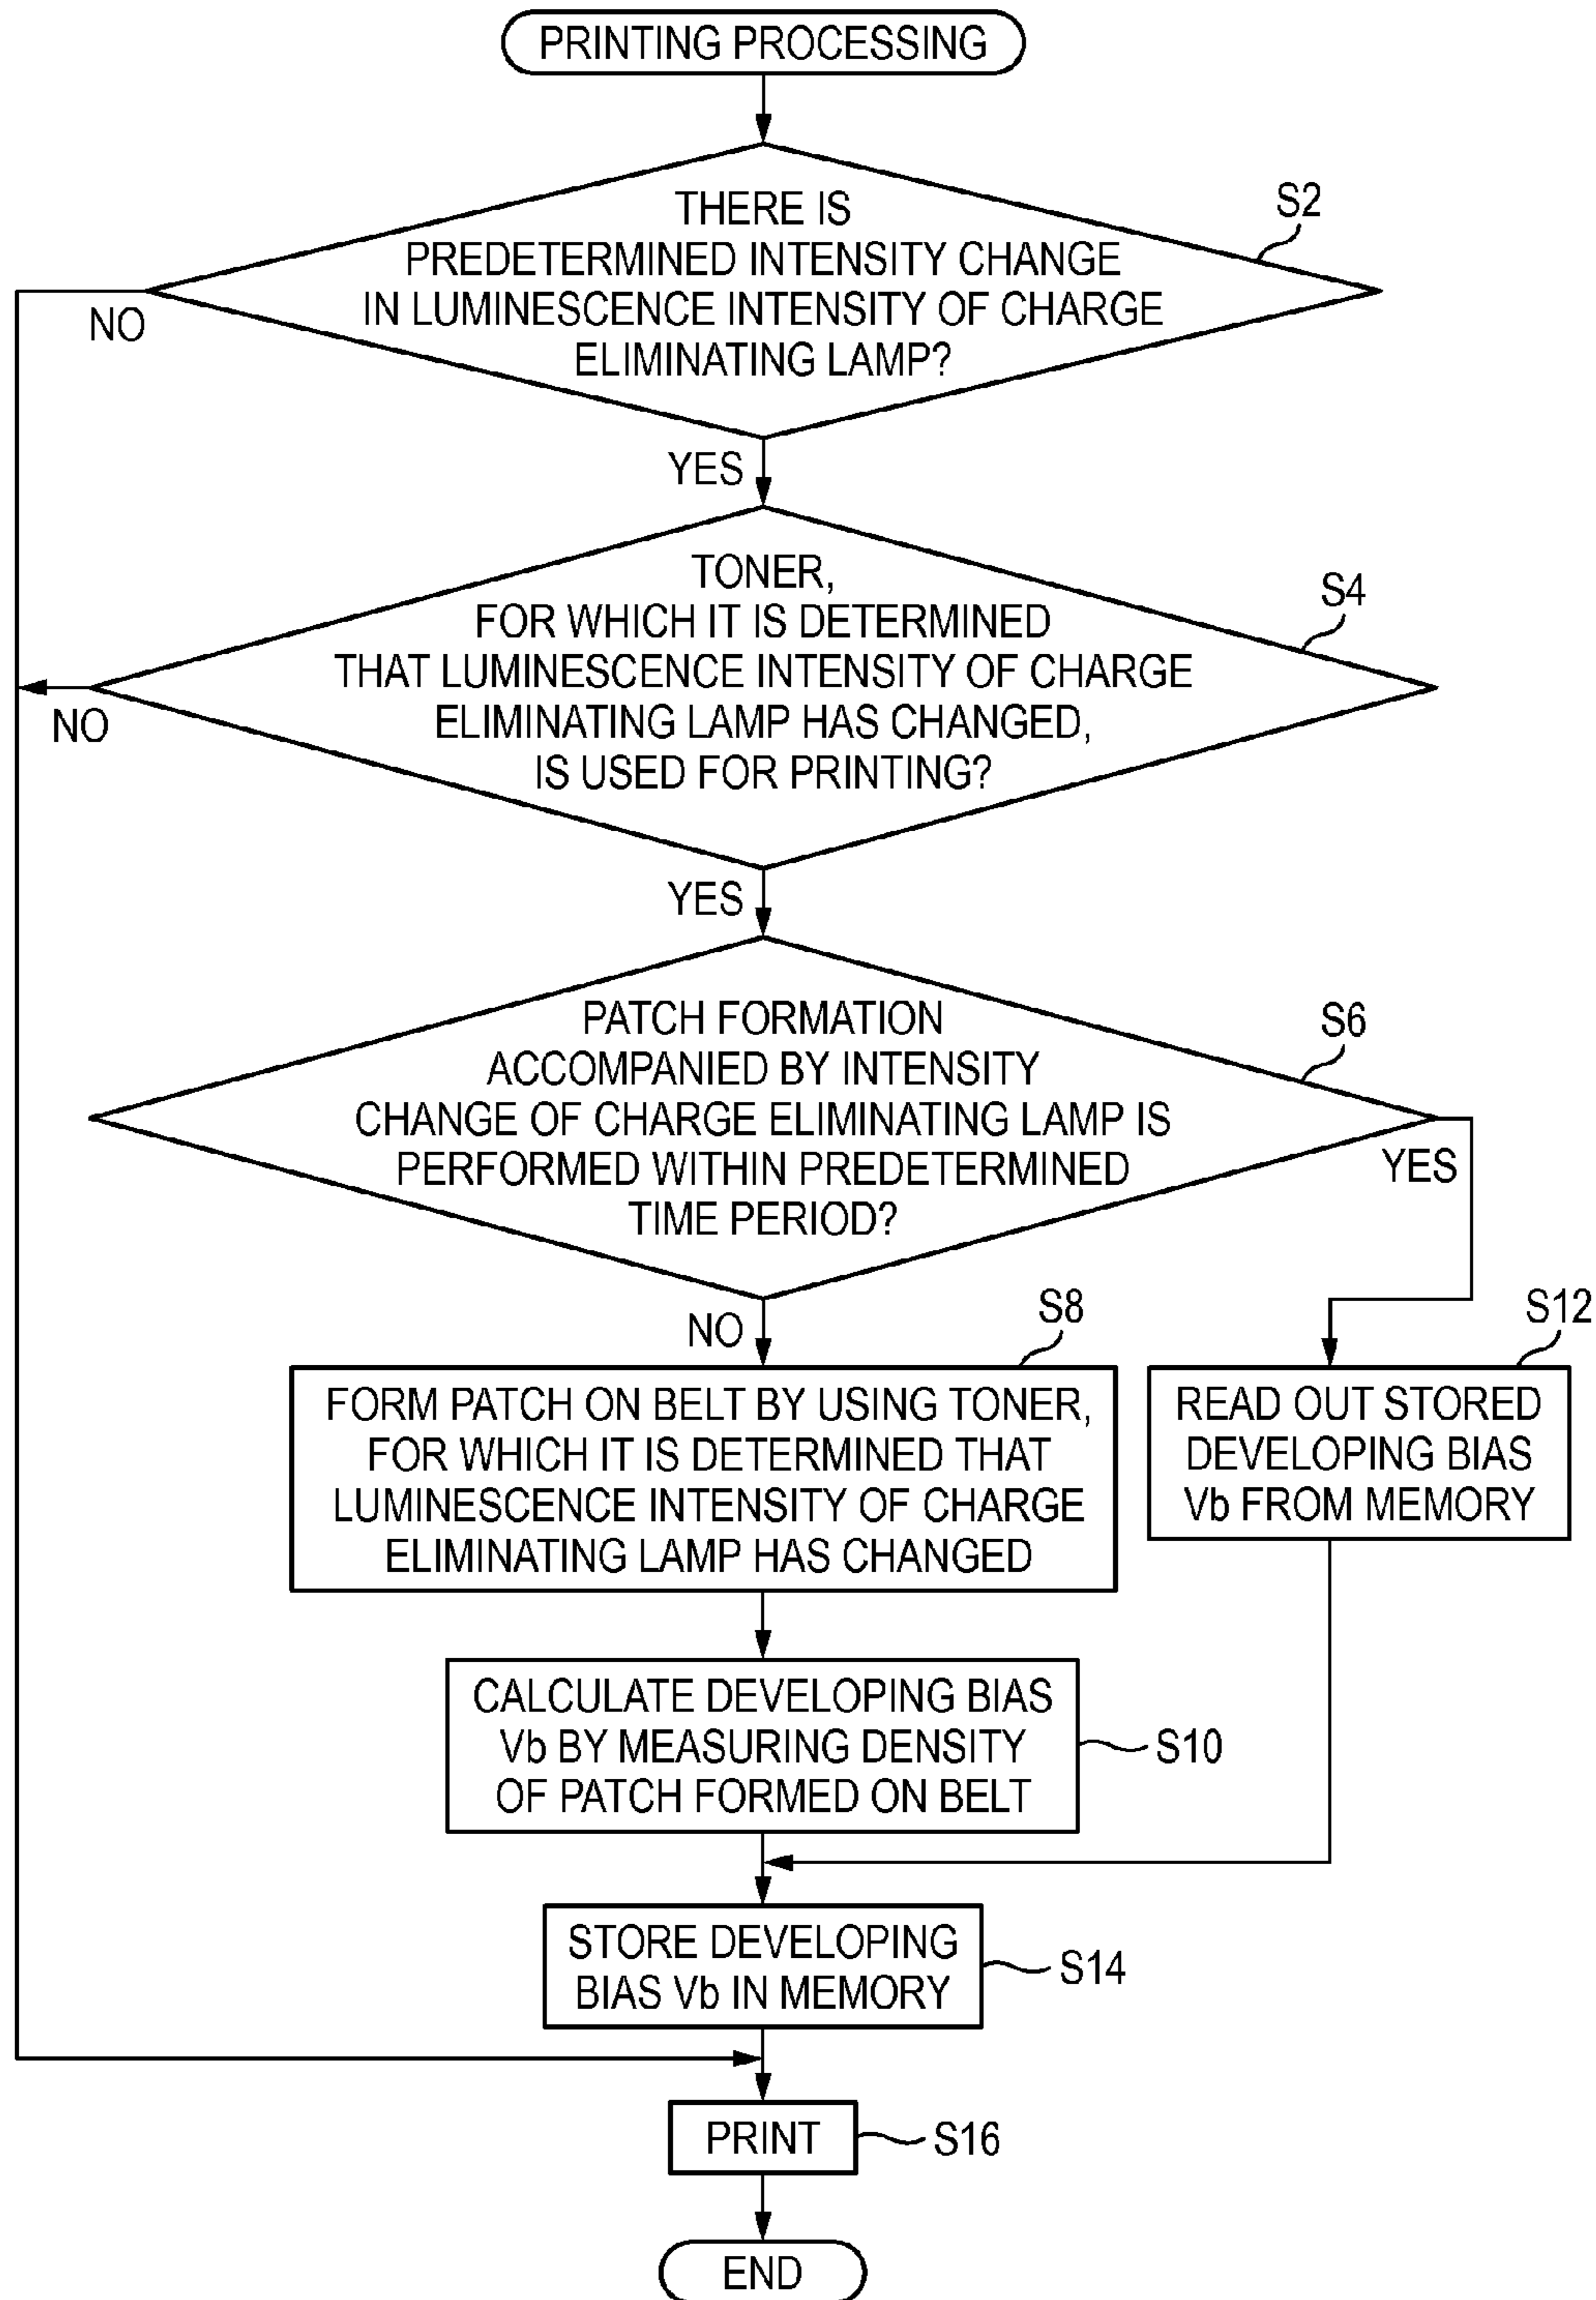 PRINTING PROCESSING
S2
THERE IS
PREDETERMINED INTENSITY CHANGE
IN LUMINESCENCE INTENSITY OF CHARGE
ELIMINATING LAMP?
NO
YES
S4
TONER,
FOR WHICH IT IS DETERMINED
THAT LUMINESCENCE INTENSITY OF CHARGE
ELIMINATING LAMP HAS CHANGED,
IS USED FOR PRINTING?
NO
YES
S6
PATCH FORMATION
ACCOMPANIED BY INTENSITY
CHANGE OF CHARGE ELIMINATING LAMP IS
PERFORMED WITHIN PREDETERMINED
TIME PERIOD?
YES
NO
S8
FORM PATCH ON BELT BY USING TONER,
FOR WHICH IT IS DETERMINED THAT
LUMINESCENCE INTENSITY OF CHARGE
ELIMINATING LAMP HAS CHANGED
S12
READ OUT STORED
DEVELOPING BIAS
Vb FROM MEMORY
CALCULATE DEVELOPING BIAS
Vb BY MEASURING DENSITY
OF PATCH FORMED ON BELT
S10
STORE DEVELOPING
BIAS Vb IN MEMORY
S14
PRINT
S16
END